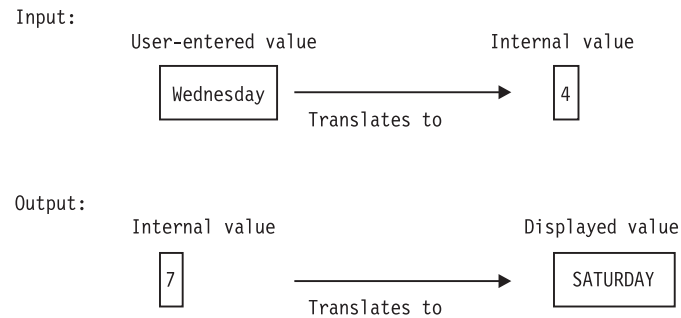 Input:
User-entered value Internal value
Wednesday 4
Translates to
Output:
Internal value Displayed value
7 SATURDAY
Translates to